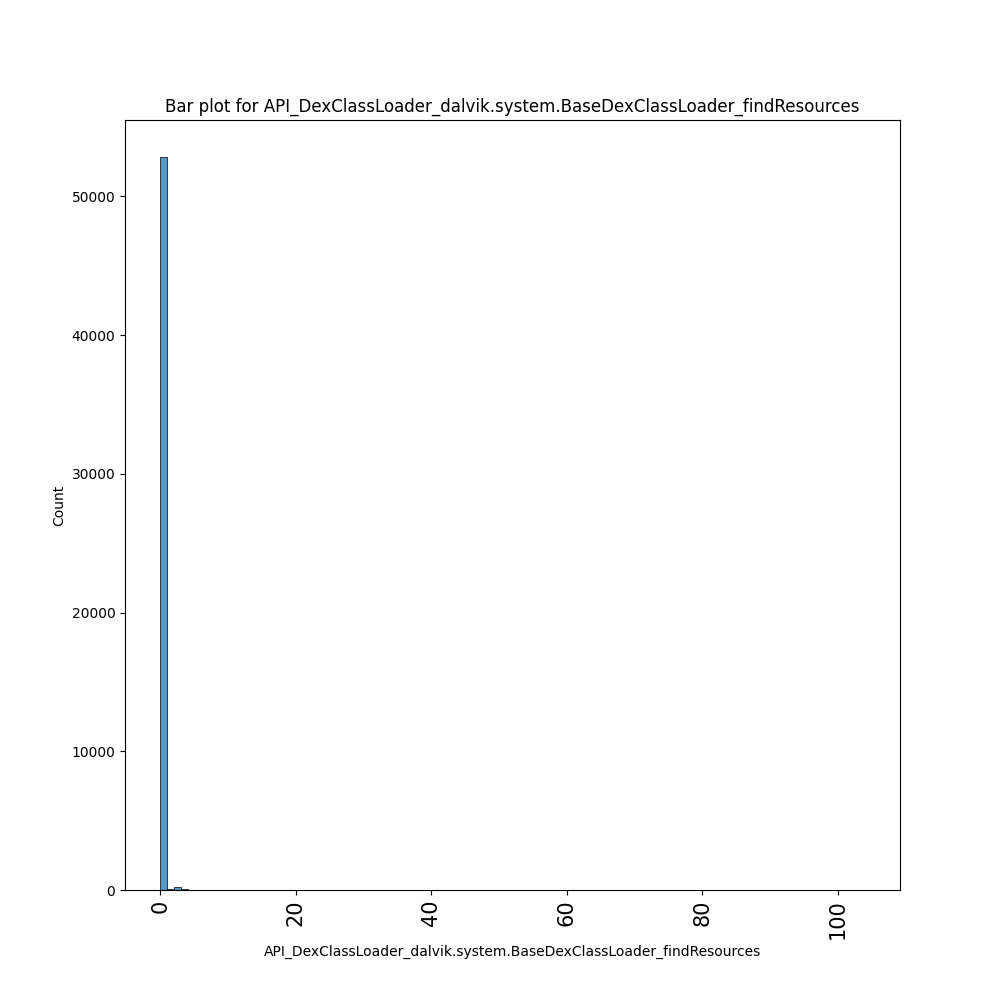 Bar plot for API_DexClassLoader_dalvik.system.BaseDexClassLoader_findResources
Count
50000
40000
30000
20000
10000
0
0 20 40 60 80 100
API_DexClassLoader_dalvik.system.BaseDexClassLoader_findResources